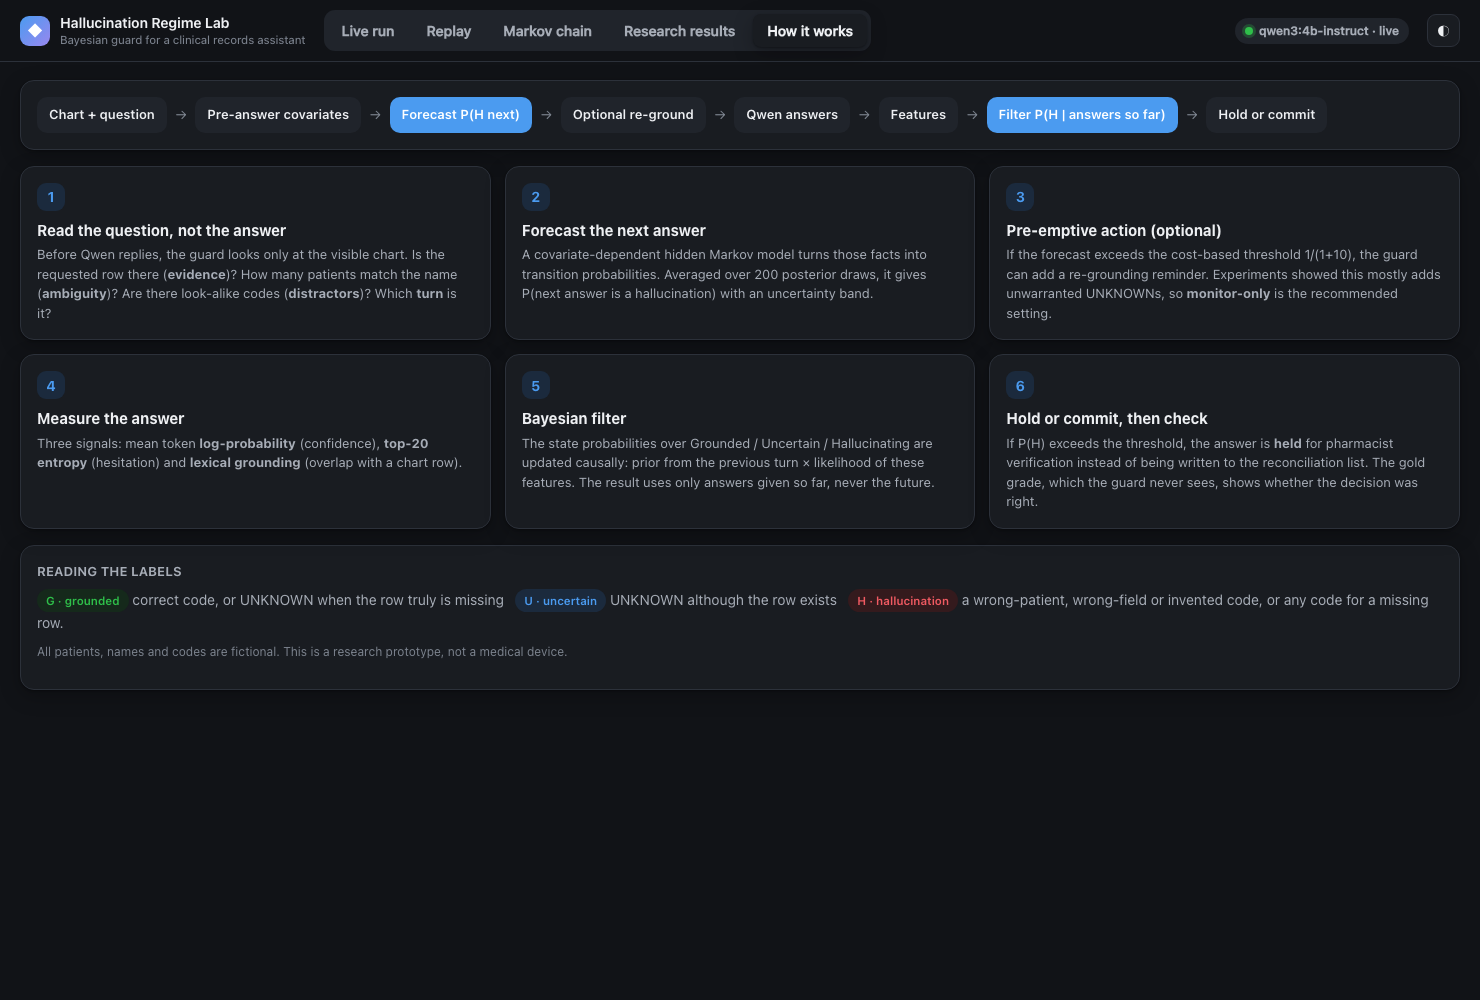 Hallucination Regime Lab
Bayesian guard for a clinical records assistant
Live run
Replay
Markov chain
Research results
How it works
qwen3:4b-instruct · live
Chart + question → Pre-answer covariates → Forecast P(H next) → Optional re-ground → Qwen answers → Features → Filter P(H | answers so far) → Hold or commit
1
Read the question, not the answer
Before Qwen replies, the guard looks only at the visible chart. Is the
requested row there (evidence)? How many patients match the name
(ambiguity)? Are there look-alike codes (distractors)? Which turn is
it?
2
Forecast the next answer
A covariate-dependent hidden Markov model turns those facts into
transition probabilities. Averaged over 200 posterior draws, it gives
P(next answer is a hallucination) with an uncertainty band.
3
Pre-emptive action (optional)
If the forecast exceeds the cost-based threshold 1/(1+10), the guard
can add a re-grounding reminder. Experiments showed this mostly adds
unwarranted UNKNOWNs, so monitor-only is the recommended
setting.
4
Measure the answer
Three signals: mean token log-probability (confidence), top-20
entropy (hesitation) and lexical grounding (overlap with a chart row).
5
Bayesian filter
The state probabilities over Grounded / Uncertain / Hallucinating are
updated causally: prior from the previous turn × likelihood of these
features. The result uses only answers given so far, never the future.
6
Hold or commit, then check
If P(H) exceeds the threshold, the answer is held for pharmacist
verification instead of being written to the reconciliation list. The gold
grade, which the guard never sees, shows whether the decision was
right.
READING THE LABELS
G · grounded correct code, or UNKNOWN when the row truly is missing U · uncertain UNKNOWN although the row exists H · hallucination a wrong-patient, wrong-field or invented code, or any code for a missing
row.
All patients, names and codes are fictional. This is a research prototype, not a medical device.